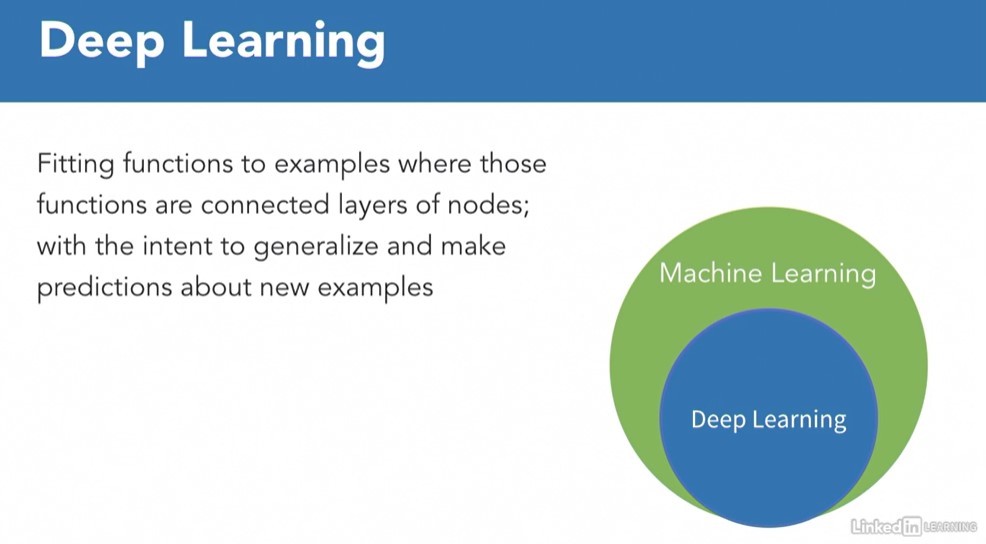 Deep Learning
Fitting functions to examples where those
functions are connected layers of nodes;
with the intent to generalize and make
predictions about new examples
Machine Learning
Deep Learning
Linked in LEARNING